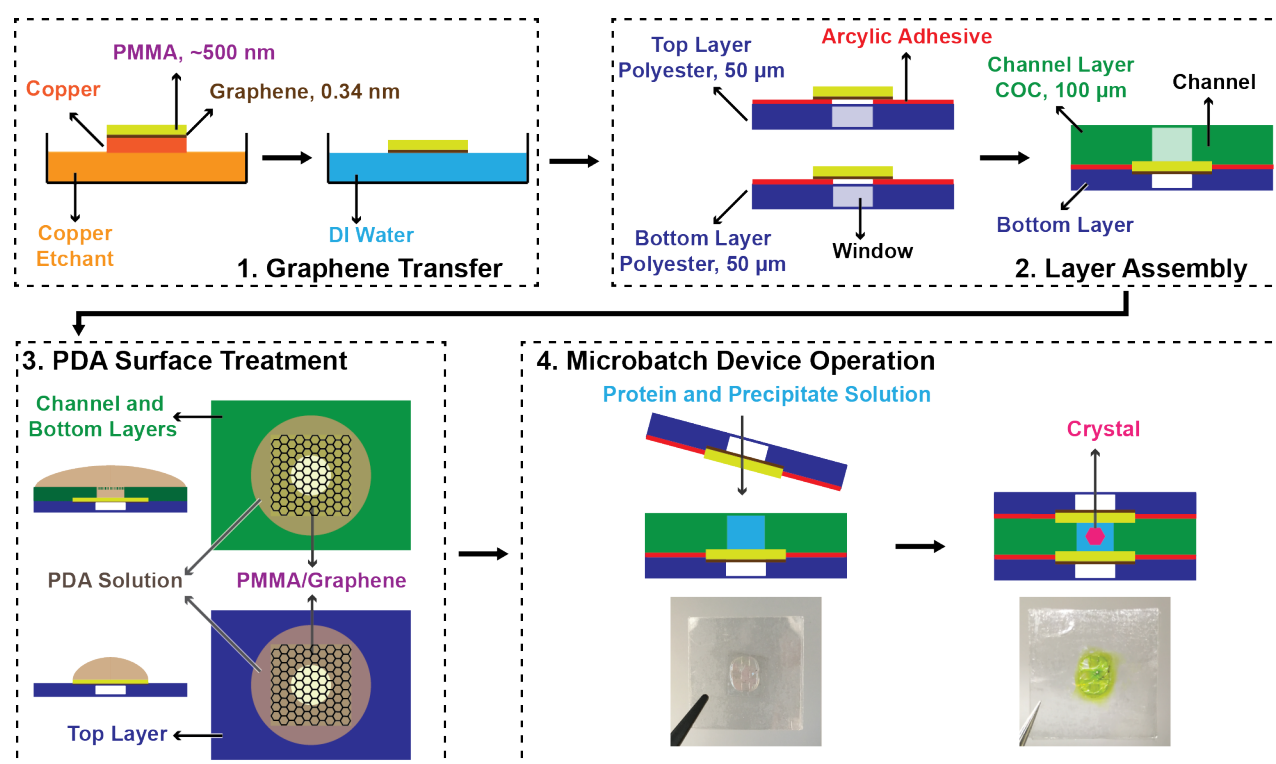 PMMA, ~500 nm
Copper
Graphene, 0.34 nm
Copper
Etchant
DI Water
1. Graphene Transfer
Top Layer
Polyester, 50 µm
Arcylic Adhesive
Bottom Layer
Polyester, 50 µm
Window
Channel Layer
COC, 100 µm
Channel
Bottom Layer
2. Layer Assembly
3. PDA Surface Treatment
Channel and
Bottom Layers
PDA Solution
PMMA/Graphene
Top Layer
4. Microbatch Device Operation
Protein and Precipitate Solution
Crystal